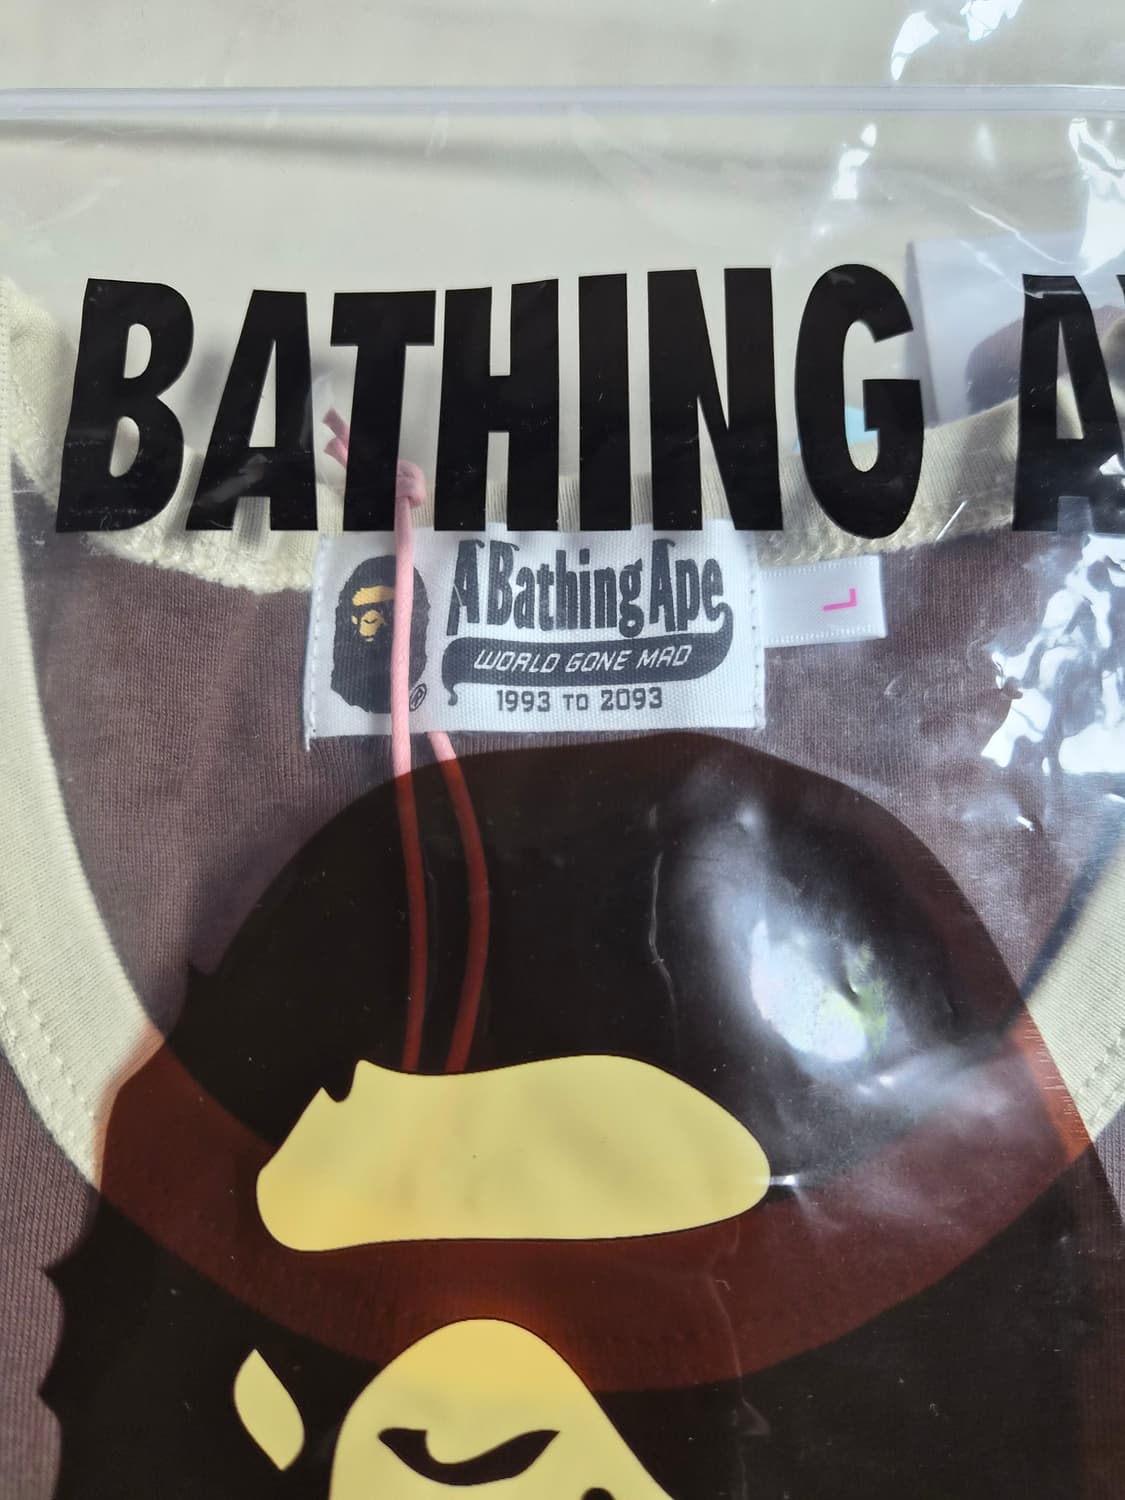 BATHING A
A Bathing Ape
®
WORLD GONE MAD
1993 TO 2093
L